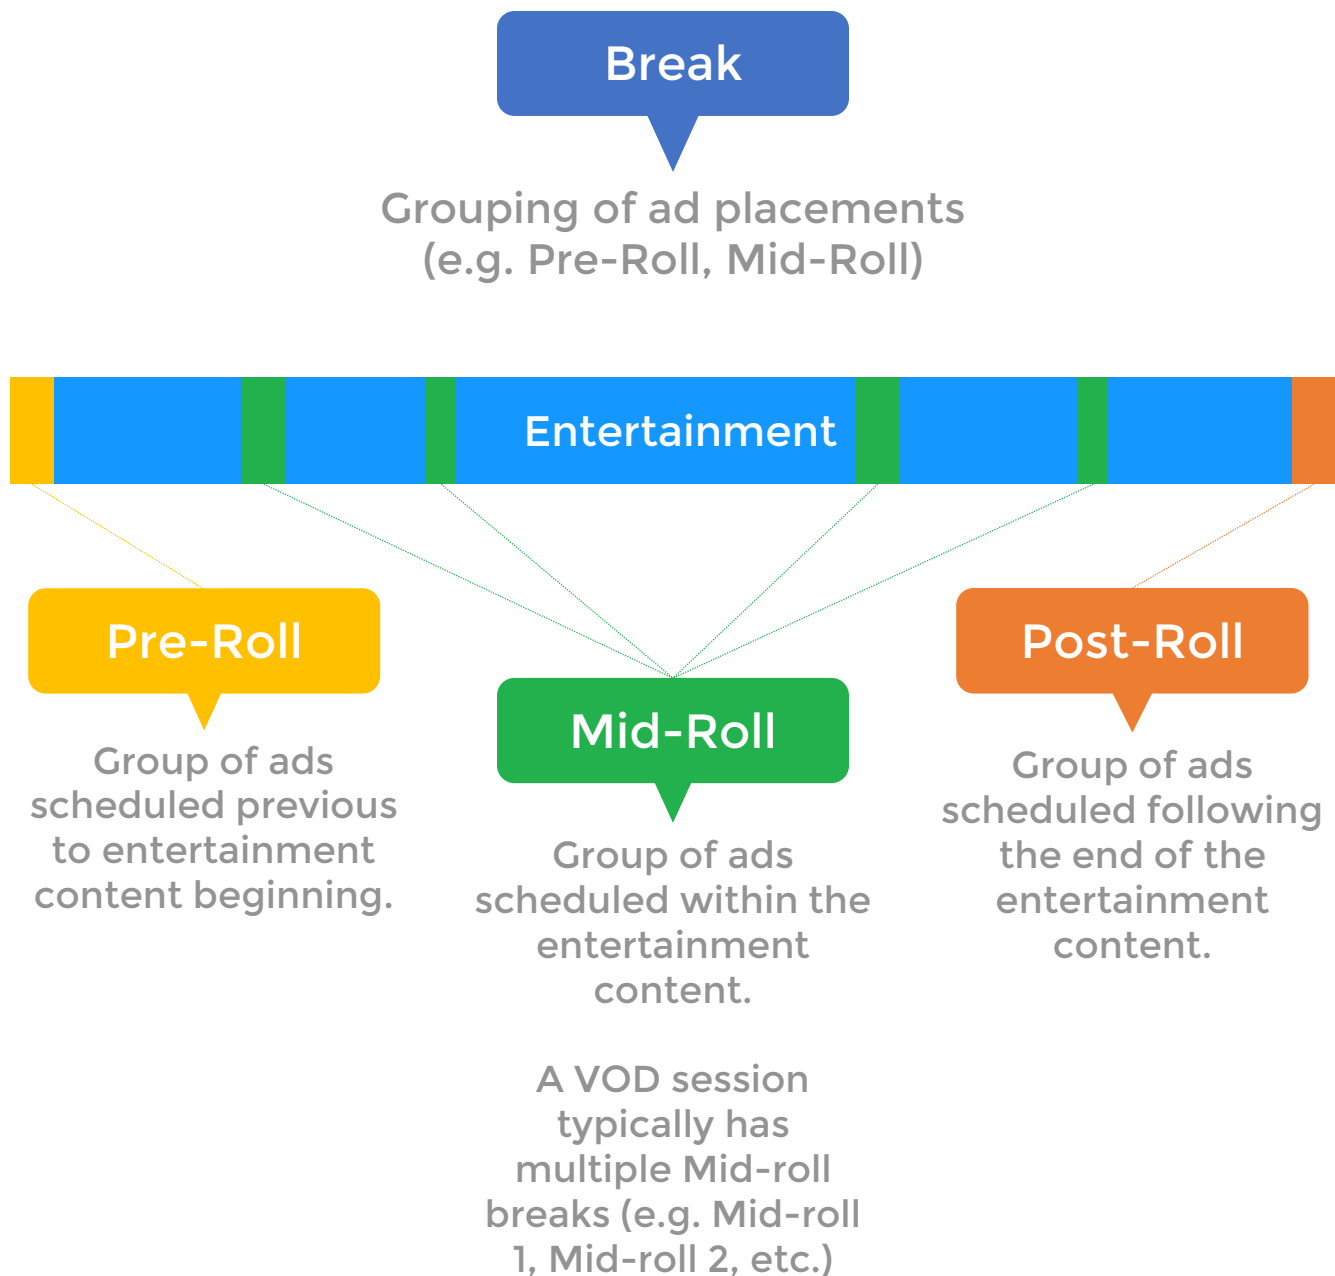 Break
Grouping of ad placements
(e.g. Pre-Roll, Mid-Roll)
Entertainment
Pre-Roll
Group of ads
scheduled previous
to entertainment
content beginning.
Mid-Roll
Group of ads
scheduled within the
entertainment
content.
A VOD session
typically has
multiple Mid-roll
breaks (e.g. Mid-roll
1, Mid-roll 2, etc.)
Post-Roll
Group of ads
scheduled following
the end of the
entertainment
content.